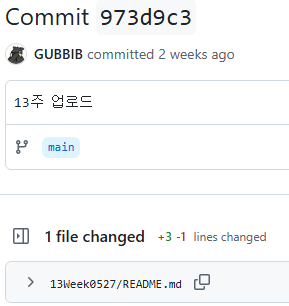 Commit 973d9c3
GUBBIB committed 2 weeks ago
13주 업로드
main
1 file changed +3 -1 lines changed
13Week0527/README.md